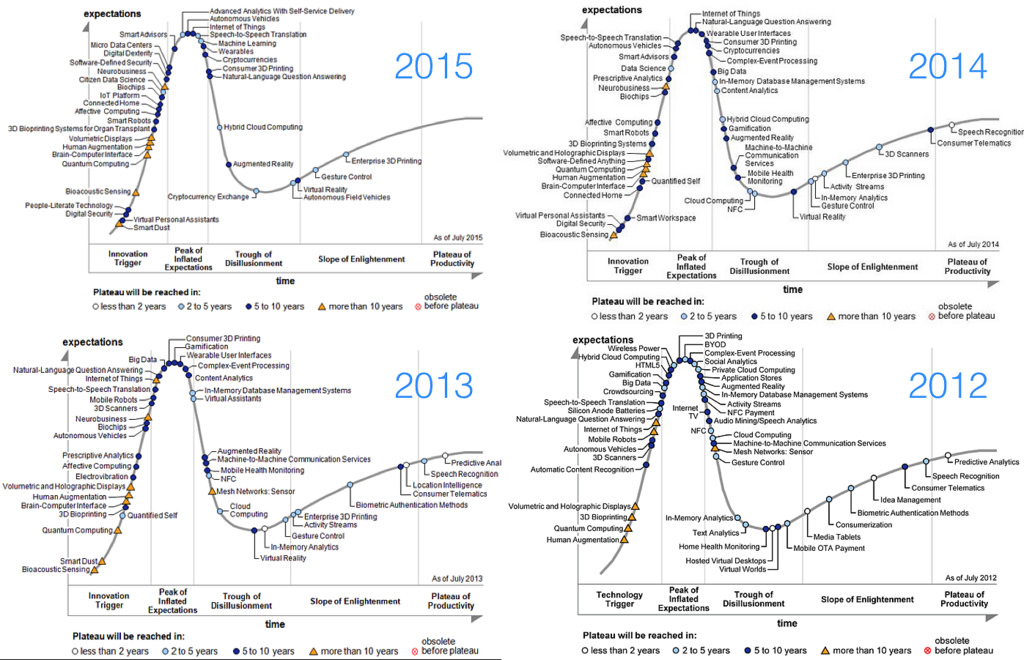 expectations
Advanced Analytics With Self-Service Delivery
Autonomous Vehicles
Internet of Things
Smart Advisors
Speech-to-Speech Translation
Micro Data Centers
Machine Learning
Digital Dexterity
Wearables
Software-Defined Security
Cryptocurrencies
Neurobusiness
Consumer 3D Printing
Citizen Data Science
Natural-Language Question Answering
Biochips
IoT Platform
Connected Home
Affective Computing
Smart Robots
3D Bioprinting Systems for Organ Transplant
Hybrid Cloud Computing
Volumetric Displays
Human Augmentation
Brain-Computer Interface
Quantum Computing
Augmented Reality
Enterprise 3D Printing
Gesture Control
Bioacoustic Sensing
Cryptocurrency Exchange
Virtual Reality
Autonomous Field Vehicles
People-Literate Technology
Digital Security
Virtual Personal Assistants
Smart Dust
2015
As of July 2015
Innovation
Trigger
Peak of
Inflated
Expectations
Trough of
Disillusionment
Slope of Enlightenment
Plateau of
Productivity
time
Plateau will be reached in:
less than 2 years
2 to 5 years
5 to 10 years
more than 10 years
obsolete
before plateau
expectations
Internet of Things
Natural-Language Question Answering
Speech-to-Speech Translation
Wearable User Interfaces
Autonomous Vehicles
Consumer 3D Printing
Smart Advisors
Cryptocurrencies
Complex-Event Processing
Data Science
Big Data
Prescriptive Analytics
In-Memory Database Management Systems
Neurobusiness
Content Analytics
Biochips
Affective Computing
Hybrid Cloud Computing
Smart Robots
Gamification
3D Bioprinting Systems
Augmented Reality
Volumetric and Holographic Displays
Machine-to-Machine
Communication
Services
Software-Defined Anything
Quantum Computing
Mobile Health
Monitoring
Human Augmentation
Quantified Self
Brain-Computer Interface
Connected Home
Cloud Computing
NFC
Virtual Reality
Gesture Control
In-Memory Analytics
Activity Streams
Enterprise 3D Printing
3D Scanners
Consumer Telematics
Speech Recognition
Virtual Personal Assistants
Smart Workspace
Digital Security
Bioacoustic Sensing
2014
As of July 2014
Innovation
Trigger
Peak of
Inflated
Expectations
Trough of
Disillusionment
Slope of Enlightenment
Plateau of
Productivity
time
Plateau will be reached in:
less than 2 years
2 to 5 years
5 to 10 years
more than 10 years
obsolete
before plateau
expectations
Consumer 3D Printing
Gamification
Big Data
Wearable User Interfaces
Natural-Language Question Answering
Complex-Event Processing
Internet of Things
Content Analytics
Speech-to-Speech Translation
In-Memory Database Management Systems
Mobile Robots
Virtual Assistants
3D Scanners
Neurobusiness
Biochips
Autonomous Vehicles
Prescriptive Analytics
Augmented Reality
Machine-to-Machine Communication Services
Affective Computing
Mobile Health Monitoring
Electrovibration
NFC
Volumetric and Holographic Displays
Mesh Networks: Sensor
Human Augmentation
Brain-Computer Interface
3D Bioprinting
Quantified Self
Cloud
Computing
Quantum Computing
Enterprise 3D Printing
Activity Streams
Gesture Control
In-Memory Analytics
Virtual Reality
Biometric Authentication Methods
Consumer Telematics
Location Intelligence
Speech Recognition
Predictive Anal
Smart Dust
Bioacoustic Sensing
2013
As of July 2013
Innovation
Trigger
Peak of
Inflated
Expectations
Trough of
Disillusionment
Slope of Enlightenment
Plateau of
Productivity
time
Plateau will be reached in:
less than 2 years
2 to 5 years
5 to 10 years
more than 10 years
obsolete
before plateau
expectations
3D Printing
BYOD
Wireless Power
Complex-Event Processing
Hybrid Cloud Computing
Social Analytics
HTML5
Private Cloud Computing
Gamification
Application Stores
Big Data
Augmented Reality
Crowdsourcing
In-Memory Database Management Systems
Speech-to-Speech Translation
Activity Streams
Silicon Anode Batteries
Internet
TV
NFC Payment
Natural-Language Question Answering
Audio Mining/Speech Analytics
Internet of Things
NFC
Cloud Computing
Mobile Robots
Machine-to-Machine Communication Services
Autonomous Vehicles
Mesh Networks: Sensor
3D Scanners
Gesture Control
Automatic Content Recognition
Volumetric and Holographic Displays
3D Bioprinting
Quantum Computing
Human Augmentation
In-Memory Analytics
Text Analytics
Home Health Monitoring
Hosted Virtual Desktops
Virtual Worlds
Mobile OTA Payment
Media Tablets
Consumerization
Biometric Authentication Methods
Idea Management
Consumer Telematics
Speech Recognition
Predictive Analytics
2012
As of July 2012
Technology
Trigger
Peak of
Inflated
Expectations
Trough of
Disillusionment
Slope of Enlightenment
Plateau of
Productivity
time
Plateau will be reached in:
less than 2 years
2 to 5 years
5 to 10 years
more than 10 years
obsolete
before plateau